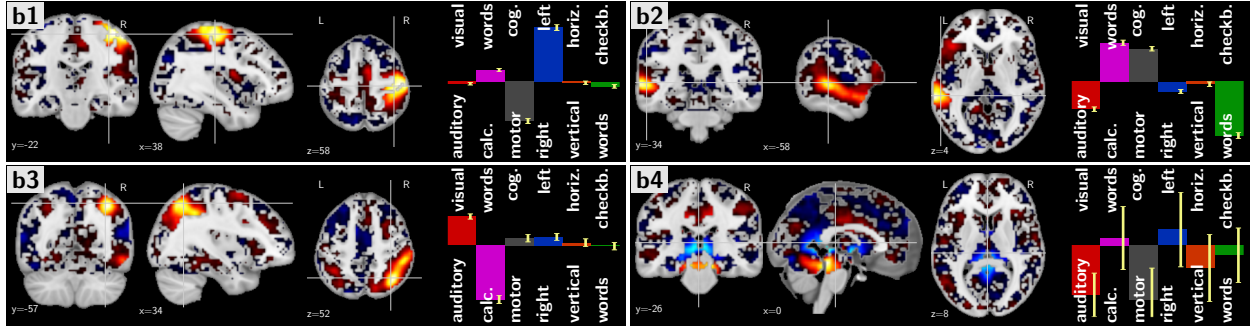 b1
R
L
R
y=-22
x=38
z=58
visual
words
cog.
left
horiz.
checkb.
auditory
calc.
motor
right
vertical
words
b2
R
L
R
y=-34
x=-58
z=4
visual
words
cog.
left
horiz.
checkb.
auditory
calc.
motor
right
vertical
words
b3
R
L
R
y=-57
x=34
z=52
visual
words
cog.
left
horiz.
checkb.
auditory
calc.
motor
right
vertical
words
b4
R
L
R
y=-26
x=0
z=8
visual
words
cog.
left
horiz.
checkb.
auditory
calc.
motor
right
vertical
words